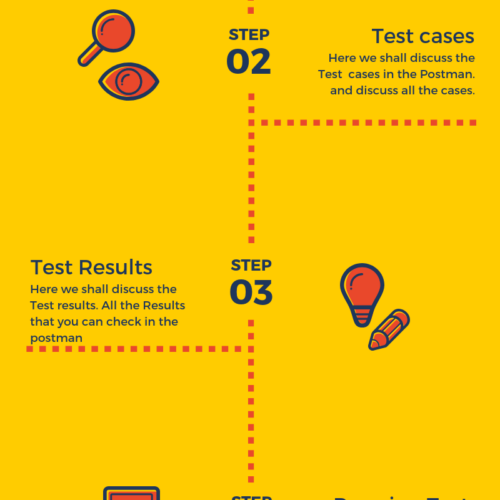 STEP
02
Test cases
Here we shall discuss the
Test cases in the Postman.
and discuss all the cases.
Test Results
Here we shall discuss the
Test results. All the Results
that you can check in the
postman
STEP
03
STEP